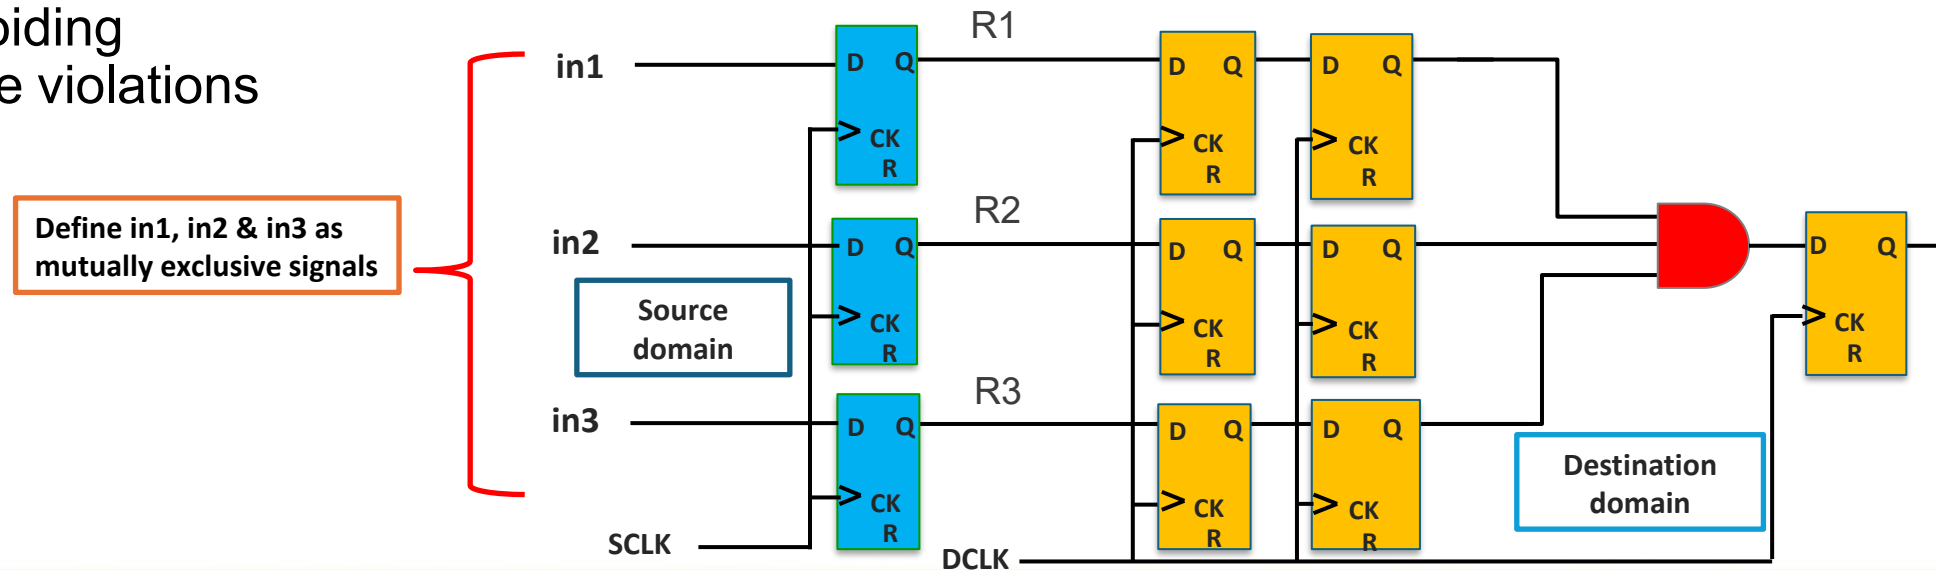 oiding
e violations
Define in1, in2 & in3 as
mutually exclusive signals
in1
D Q
CK
R
R1
D Q
CK
R
D Q
CK
R
in2
D Q
CK
R
R2
D Q
CK
R
D Q
CK
R
D Q
CK
R
Source
domain
in3
D Q
CK
R
R3
D Q
CK
R
D Q
CK
R
Destination
domain
SCLK
DCLK